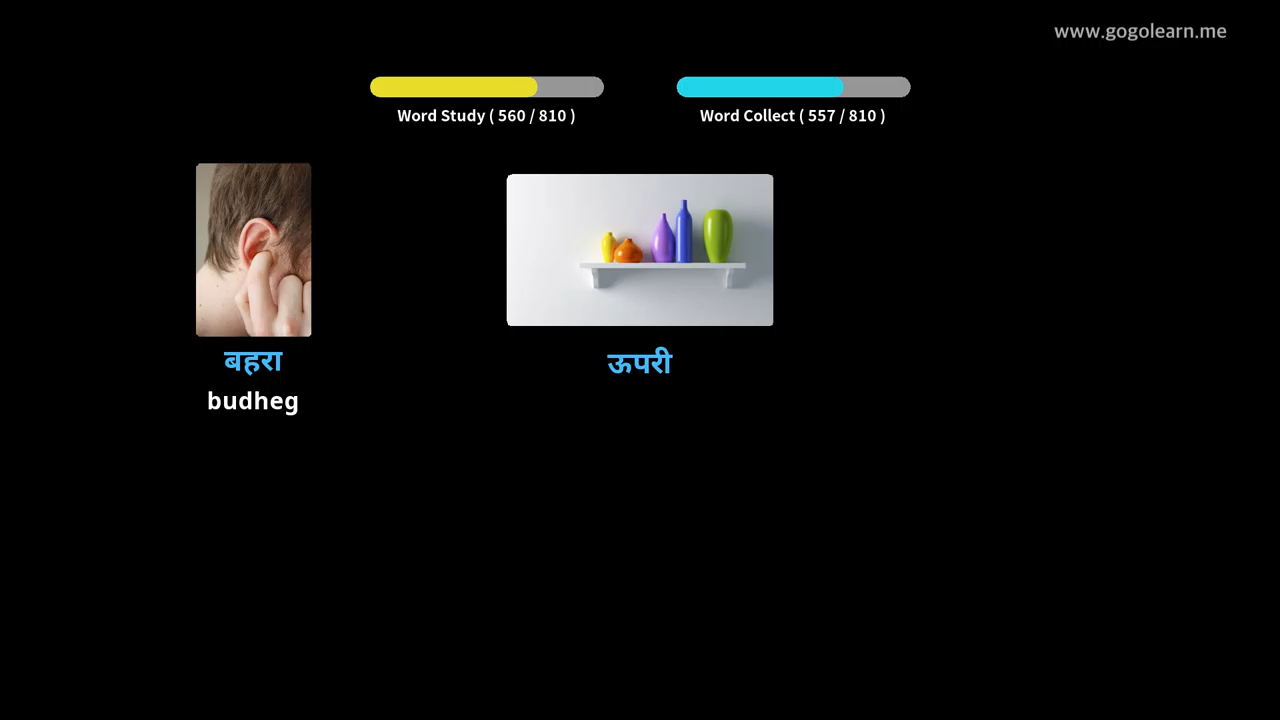 www.gogolearn.me
Word Study ( 560 / 810 )
Word Collect ( 557 / 810 )
बहरा
budheg
ऊपरी